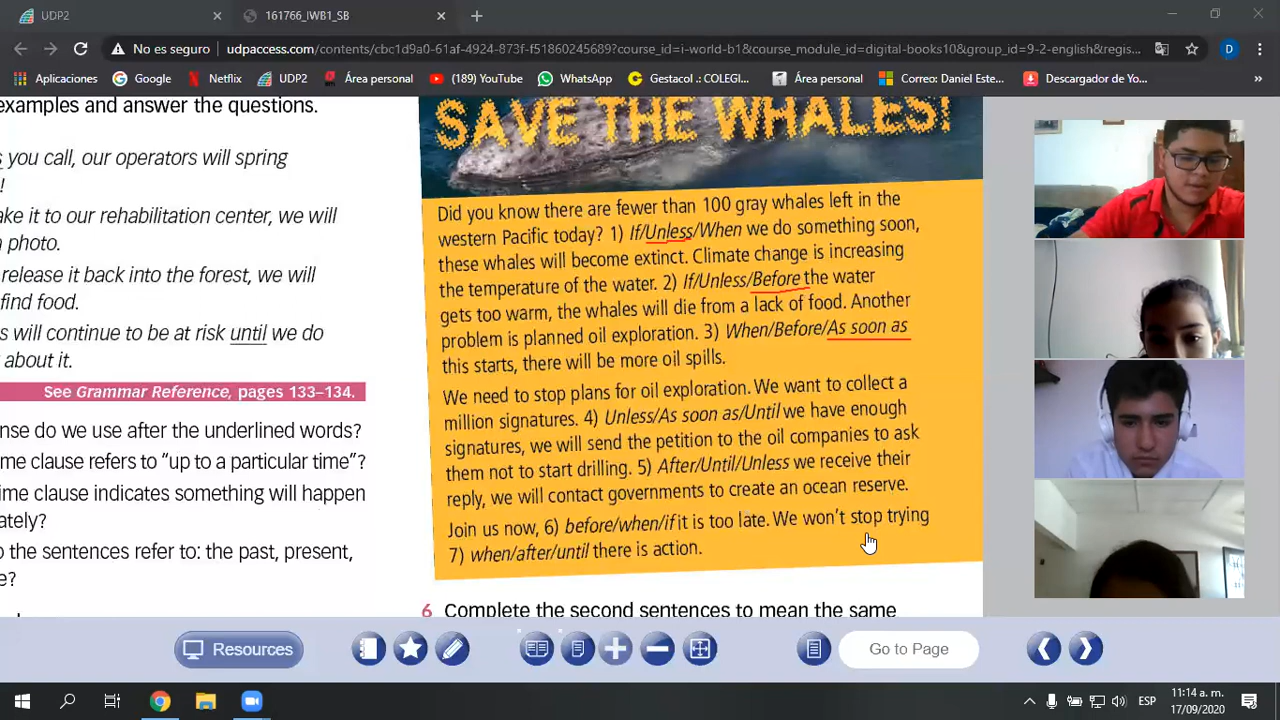 UDP2
161766_IWB1_SB
No es seguro
udpaccess.com/contents/cbc1d9a0-61af-4924-873f-f51860245689?course_id=i-world-b1&course_module_id=digital-books10&group_id=9-2-english&regis...
D
Aplicaciones
Google
Netflix
UDP2
Área personal
(189) YouTube
WhatsApp
Gestacol .: COLEGI...
Área personal
Correo: Daniel Este...
Descargador de Yo...
»
examples and answer the questions.
s you call, our operators will spring
!
ake it to our rehabilitation center, we will
a photo.
release it back into the forest, we will
find food.
s will continue to be at risk until we do
about it.
See Grammar Reference, pages 133–134.
nse do we use after the underlined words?
me clause refers to “up to a particular time”?
ime clause indicates something will happen
ately?
o the sentences refer to: the past, present,
e?
SAVE THE WHALES!
Did you know there are fewer than 100 gray whales left in the
western Pacific today? 1) If/Unless/When we do something soon,
these whales will become extinct. Climate change is increasing
the temperature of the water. 2) If/Unless/Before the water
gets too warm, the whales will die from a lack of food. Another
problem is planned oil exploration. 3) When/Before/As soon as
this starts, there will be more oil spills.
We need to stop plans for oil exploration. We want to collect a
million signatures. 4) Unless/As soon as/Until we have enough
signatures, we will send the petition to the oil companies to ask
them not to start drilling. 5) After/Until/Unless we receive their
reply, we will contact governments to create an ocean reserve.
Join us now, 6) before/when/if it is too late. We won’t stop trying
7) when/after/until there is action.
6 Complete the second sentences to mean the same
Resources
Go to Page
ESP
11:14 a. m.
17/09/2020